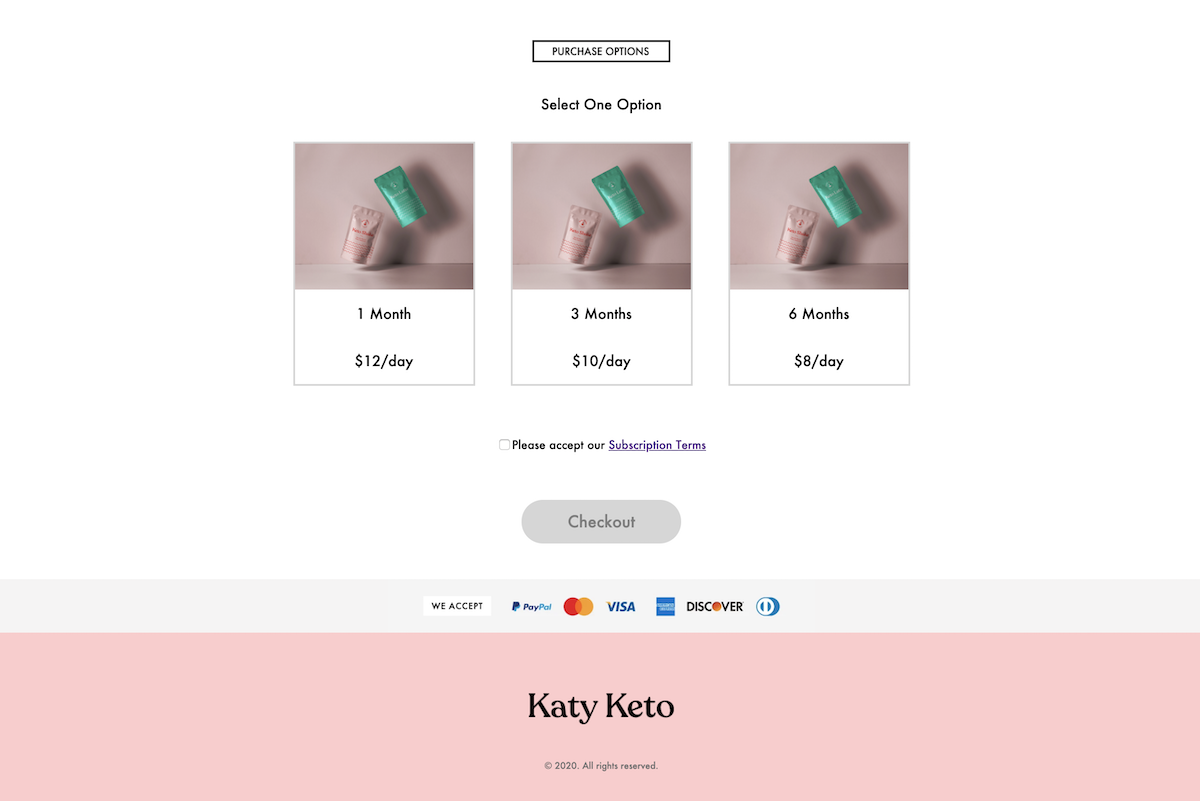 PURCHASE OPTIONS
Select One Option
1 Month
$12/day
3 Months
$10/day
6 Months
$8/day
Please accept our Subscription Terms
Checkout
WE ACCEPT PayPal VISA DISCOVER
Katy Keto
© 2020. All rights reserved.